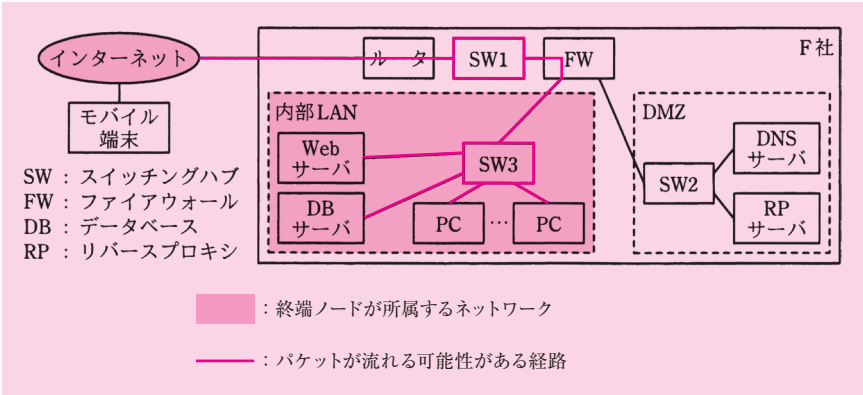 F社
インターネット
ルータ
SW1
FW
モバイル
端末
内部LAN
Web
サーバ
SW3
DB
サーバ
PC
…
PC
DMZ
DNS
サーバ
SW2
RP
サーバ
SW：スイッチングハブ
FW：ファイアウォール
DB：データベース
RP：リバースプロキシ
：終端ノードが所属するネットワーク
：パケットが流れる可能性がある経路